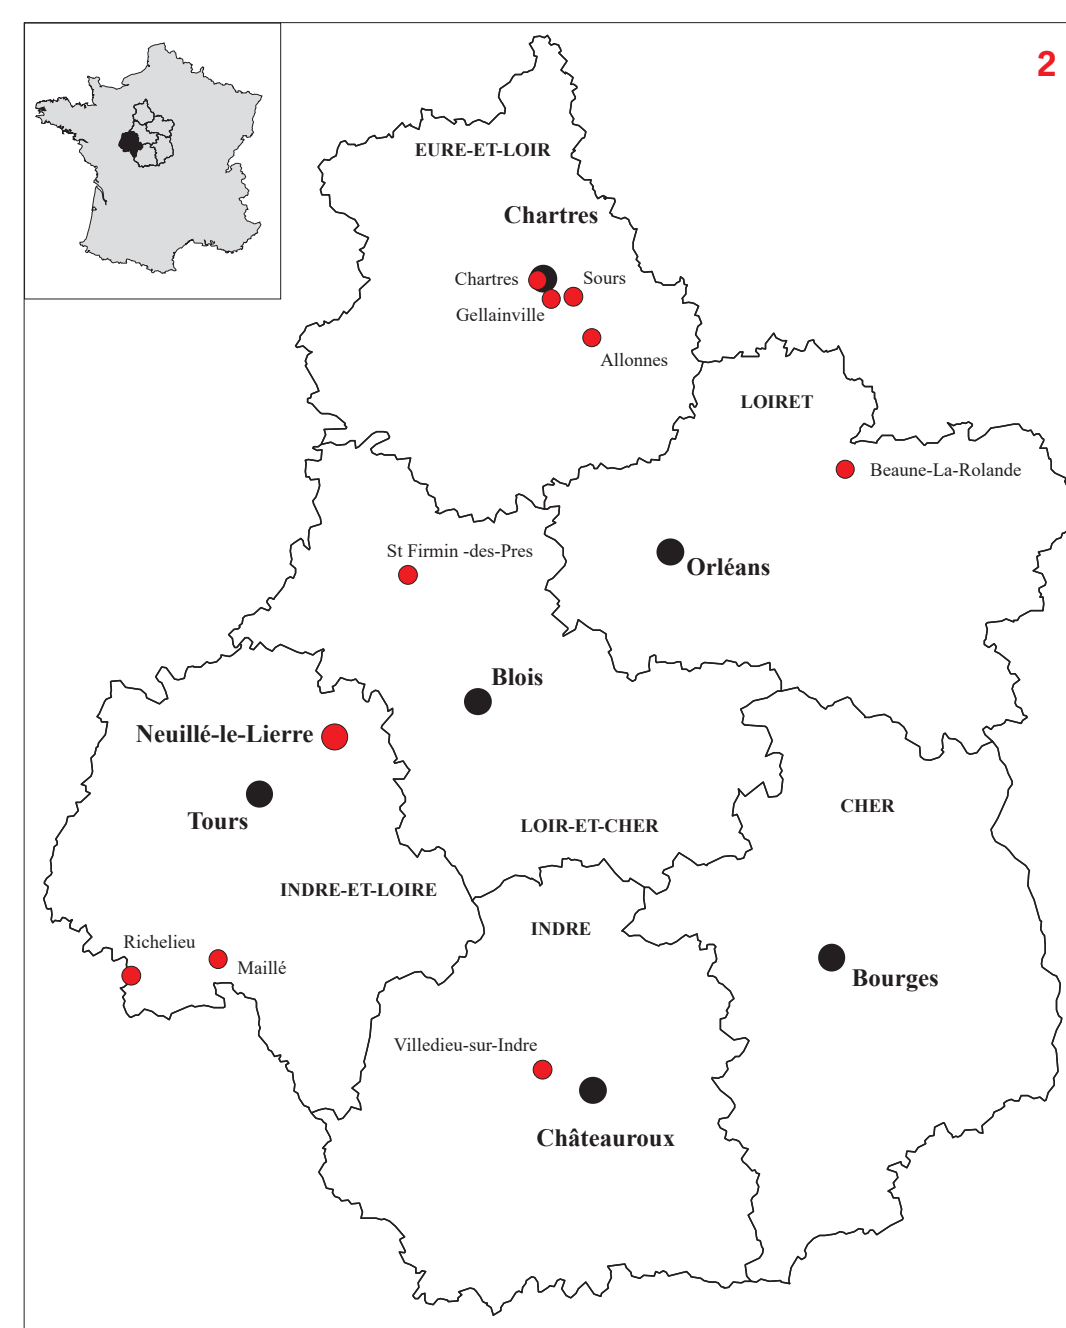 2
EURE-ET-LOIR
Chartres
Chartres
Sours
Gellainville
Allonnes
LOIRET
Beaune-La-Rolande
St Firmin -des-Pres
Orléans
Blois
Neuillé-le-Lierre
Tours
CHER
LOIR-ET-CHER
INDRE-ET-LOIRE
INDRE
Richelieu
Maillé
Bourges
Villedieu-sur-Indre
Châteauroux